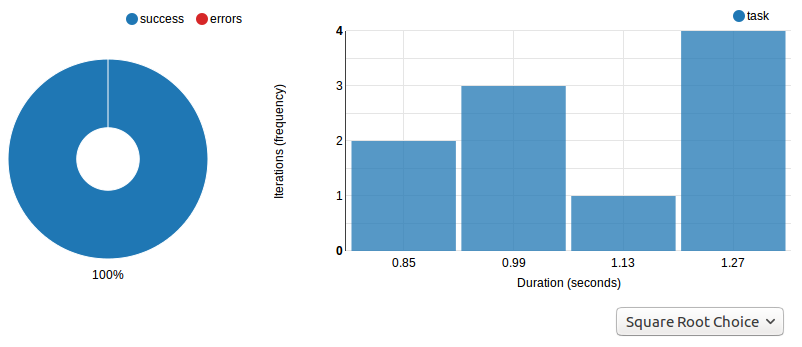 success errors
100%
task
Iterations (frequency)
4
3
2
1
0
0.85 0.99 1.13 1.27
Duration (seconds)
Square Root Choice